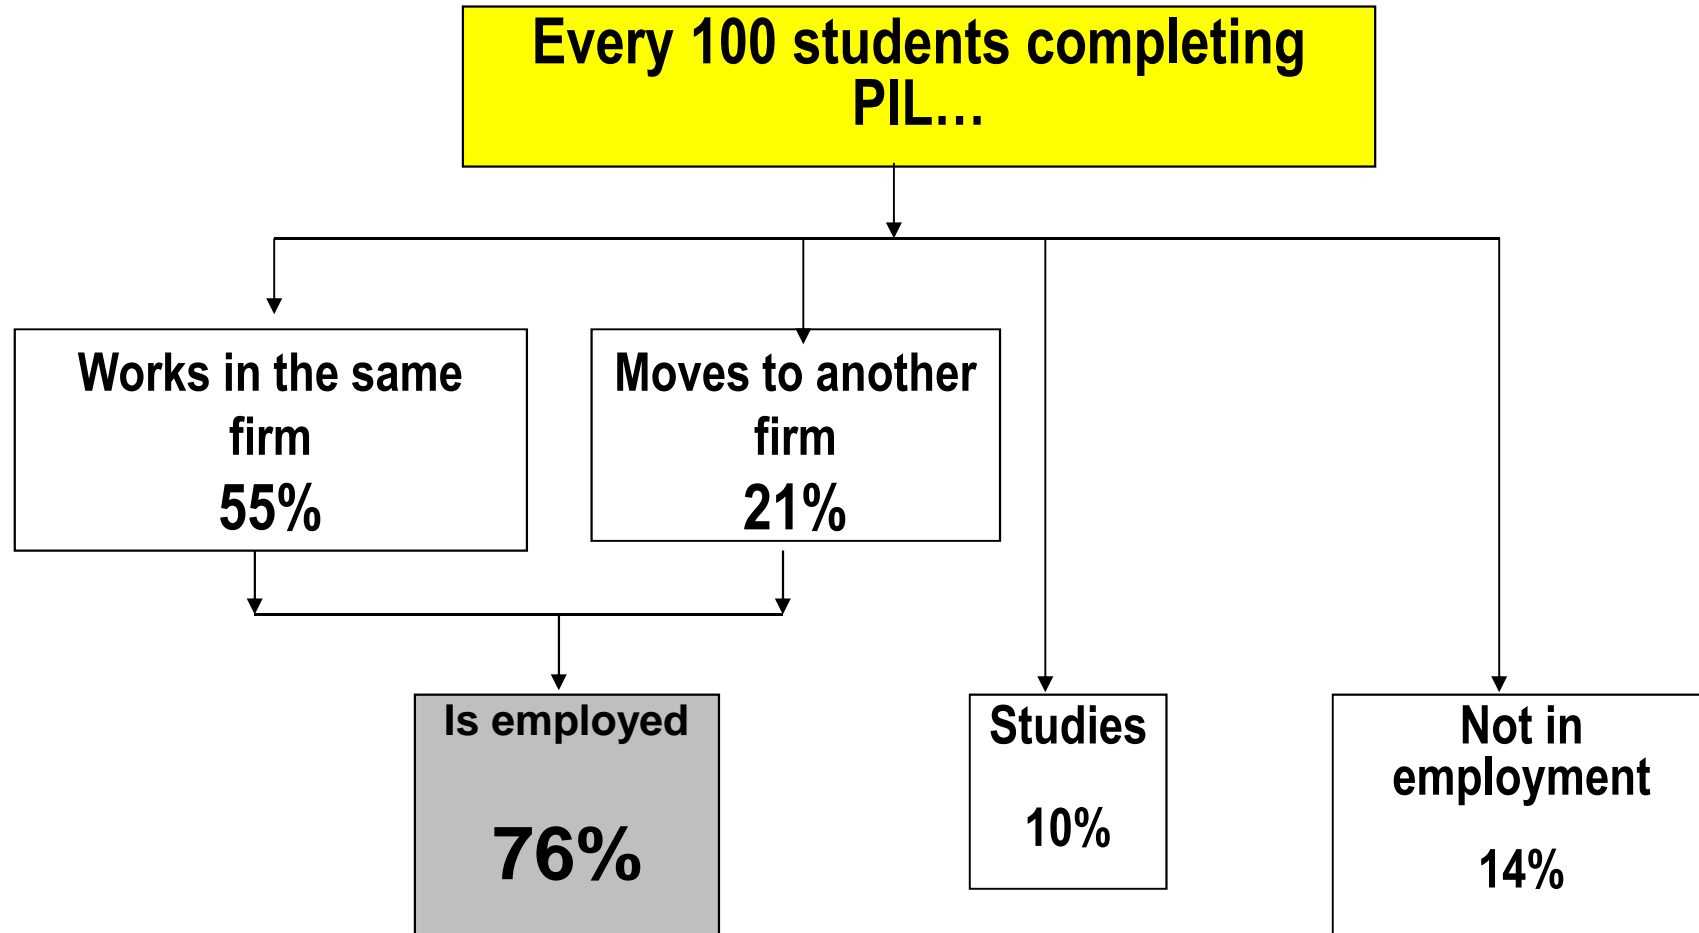 Every 100 students completing
PIL…
Works in the same
firm
55%
Moves to another
firm
21%
Is employed
76%
Studies
10%
Not in
employment
14%